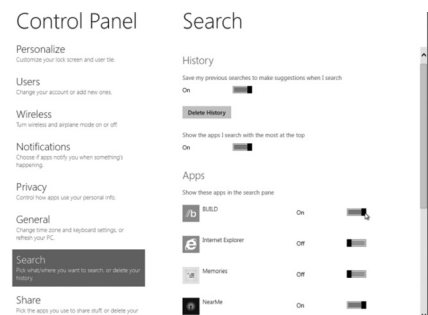 Control Panel
Personalize
Customize your lock screen and user tile.
Users
Change your account or add new ones.
Wireless
Turn wireless and airplane mode on or off.
Notifications
Choose if apps notify you when something's
happening.
Privacy
Control how apps use your personal info.
General
Change time zone and keyboard settings, or
refresh your PC.
Search
Pick what/where you want to search, or delete your
history.
Share
Pick the apps you to share stuff, or delete your
Search
History
Save my previous searches to make suggestions when I search
On
Delete History
Show the apps I search with the most at the top
On
Apps
Show these apps in the search pane
//b BUILD On
Internet Explorer Off
Memories Off
NearMe On